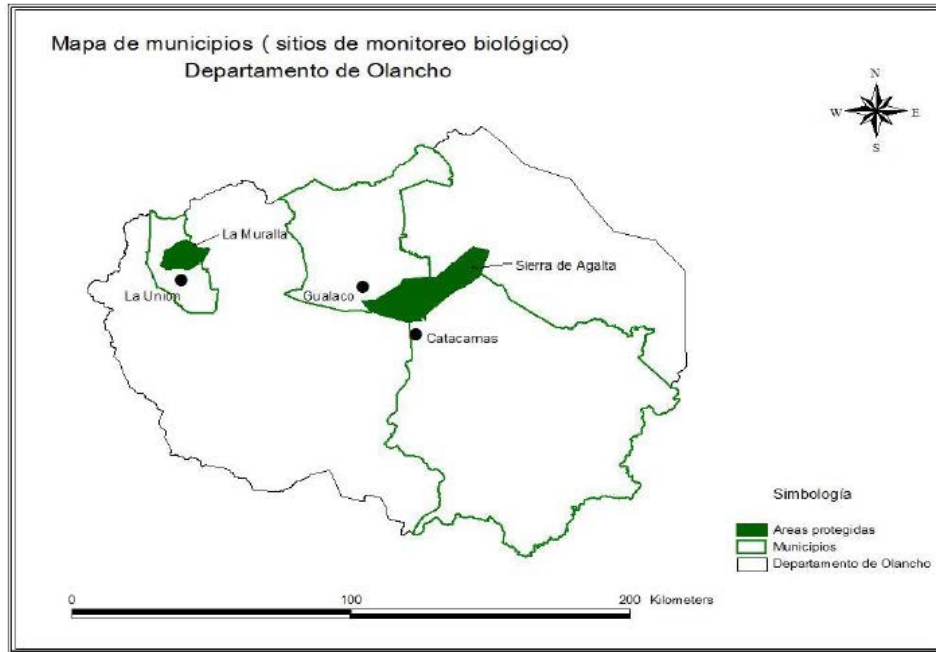 Mapa de municipios ( sitios de monitoreo biológico)
Departamento de Olancho
N
W
E
S
La Muralla
La Unión
Gualaco
Sierra de Agalta
Catacamas
Simbología
Areas protegidas
Municipios
Departamento de Olancho
0 100 200 Kilometers